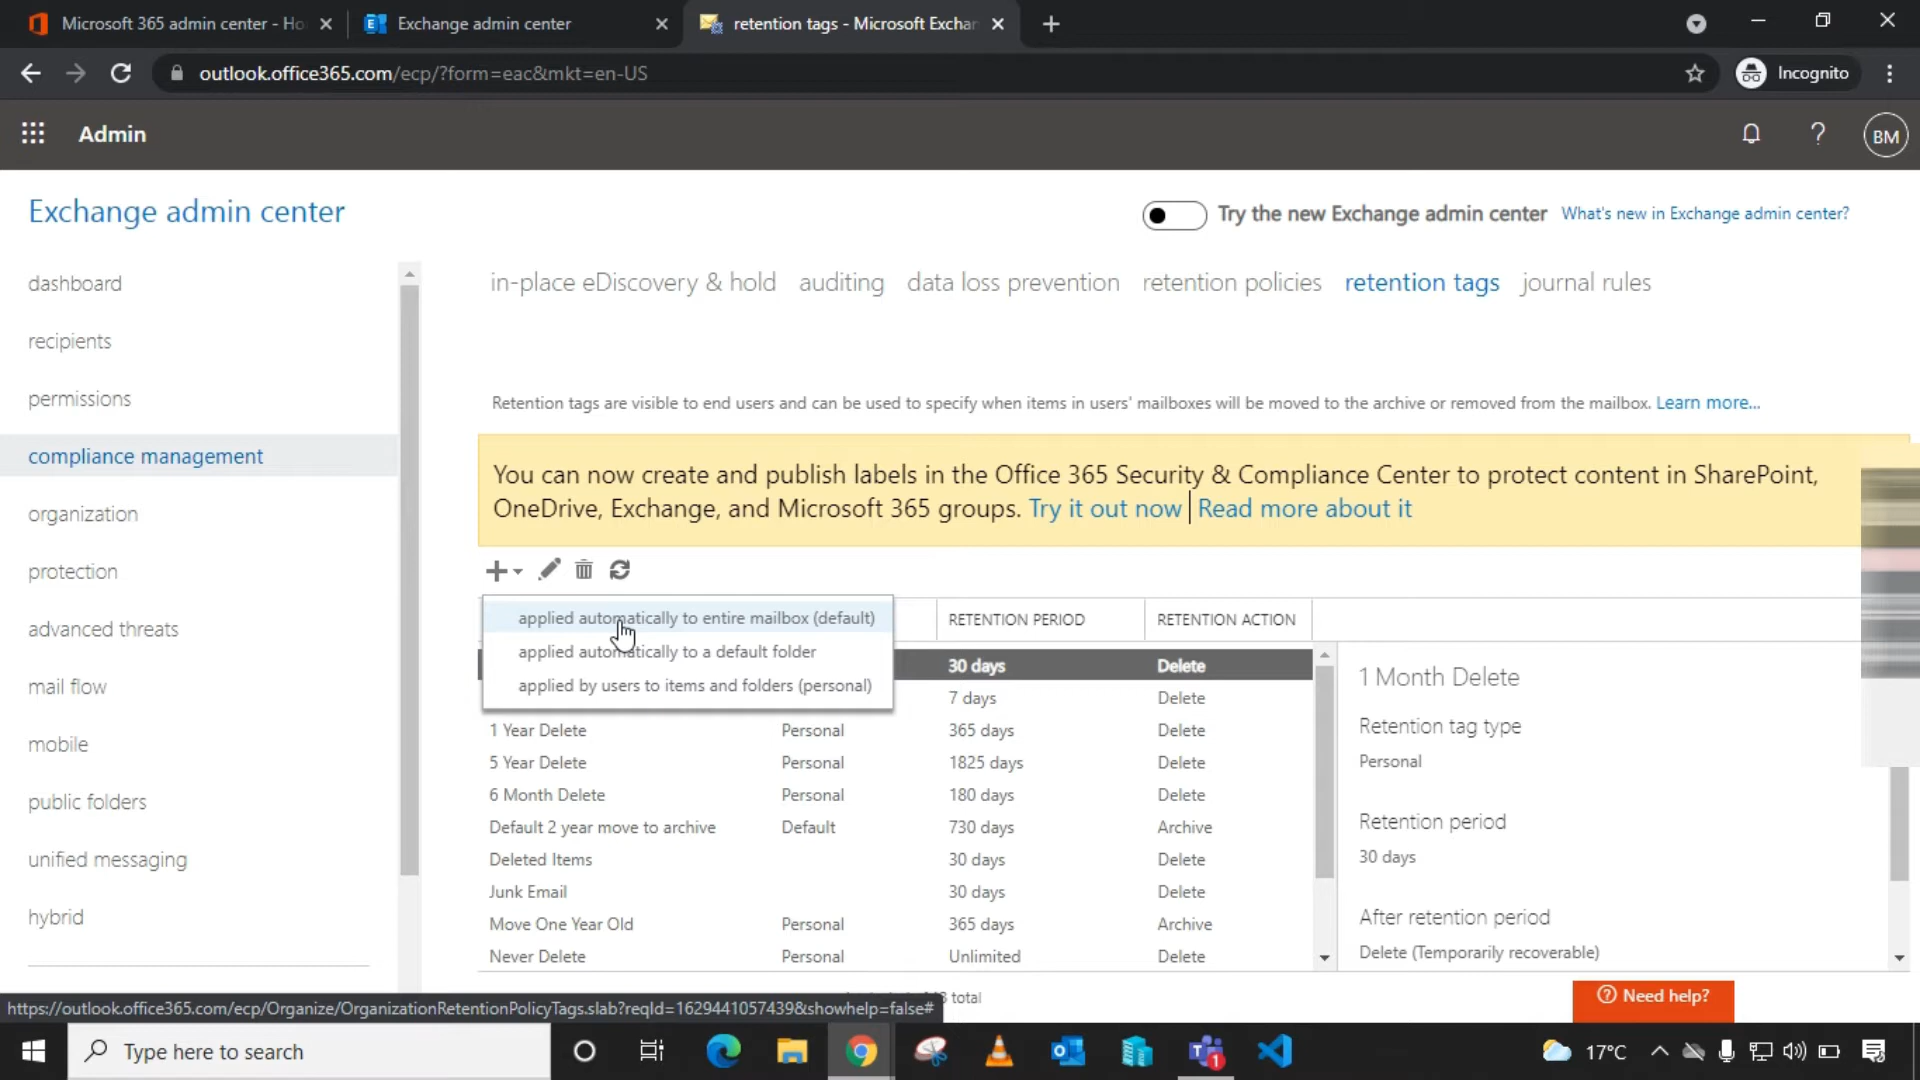 Microsoft 365 admin center - Ho
Exchange admin center
retention tags - Microsoft Exchan
outlook.office365.com/ecp/?form=eac&mkt=en-US
Incognito
Admin
BM
Exchange admin center
Try the new Exchange admin center
What's new in Exchange admin center?
dashboard
recipients
permissions
compliance management
organization
protection
advanced threats
mail flow
mobile
public folders
unified messaging
hybrid
in-place eDiscovery & hold auditing data loss prevention retention policies retention tags journal rules
Retention tags are visible to end users and can be used to specify when items in users' mailboxes will be moved to the archive or removed from the mailbox. Learn more...
You can now create and publish labels in the Office 365 Security & Compliance Center to protect content in SharePoint,
OneDrive, Exchange, and Microsoft 365 groups. Try it out now | Read more about it
applied automatically to entire mailbox (default)
applied automatically to a default folder
applied by users to items and folders (personal)
RETENTION PERIOD RETENTION ACTION
30 days Delete
7 days Delete
1 Year Delete Personal 365 days Delete
5 Year Delete Personal 1825 days Delete
6 Month Delete Personal 180 days Delete
Default 2 year move to archive Default 730 days Archive
Deleted Items 30 days Delete
Junk Email 30 days Delete
Move One Year Old Personal 365 days Archive
Never Delete Personal Unlimited Delete
1 Month Delete
Retention tag type
Personal
Retention period
30 days
After retention period
Delete (Temporarily recoverable)
total
Need help?
https://outlook.office365.com/ecp/Organize/OrganizationRetentionPolicyTags.slab?reqId=1629441057439&showhelp=false#
Type here to search
1
17°C